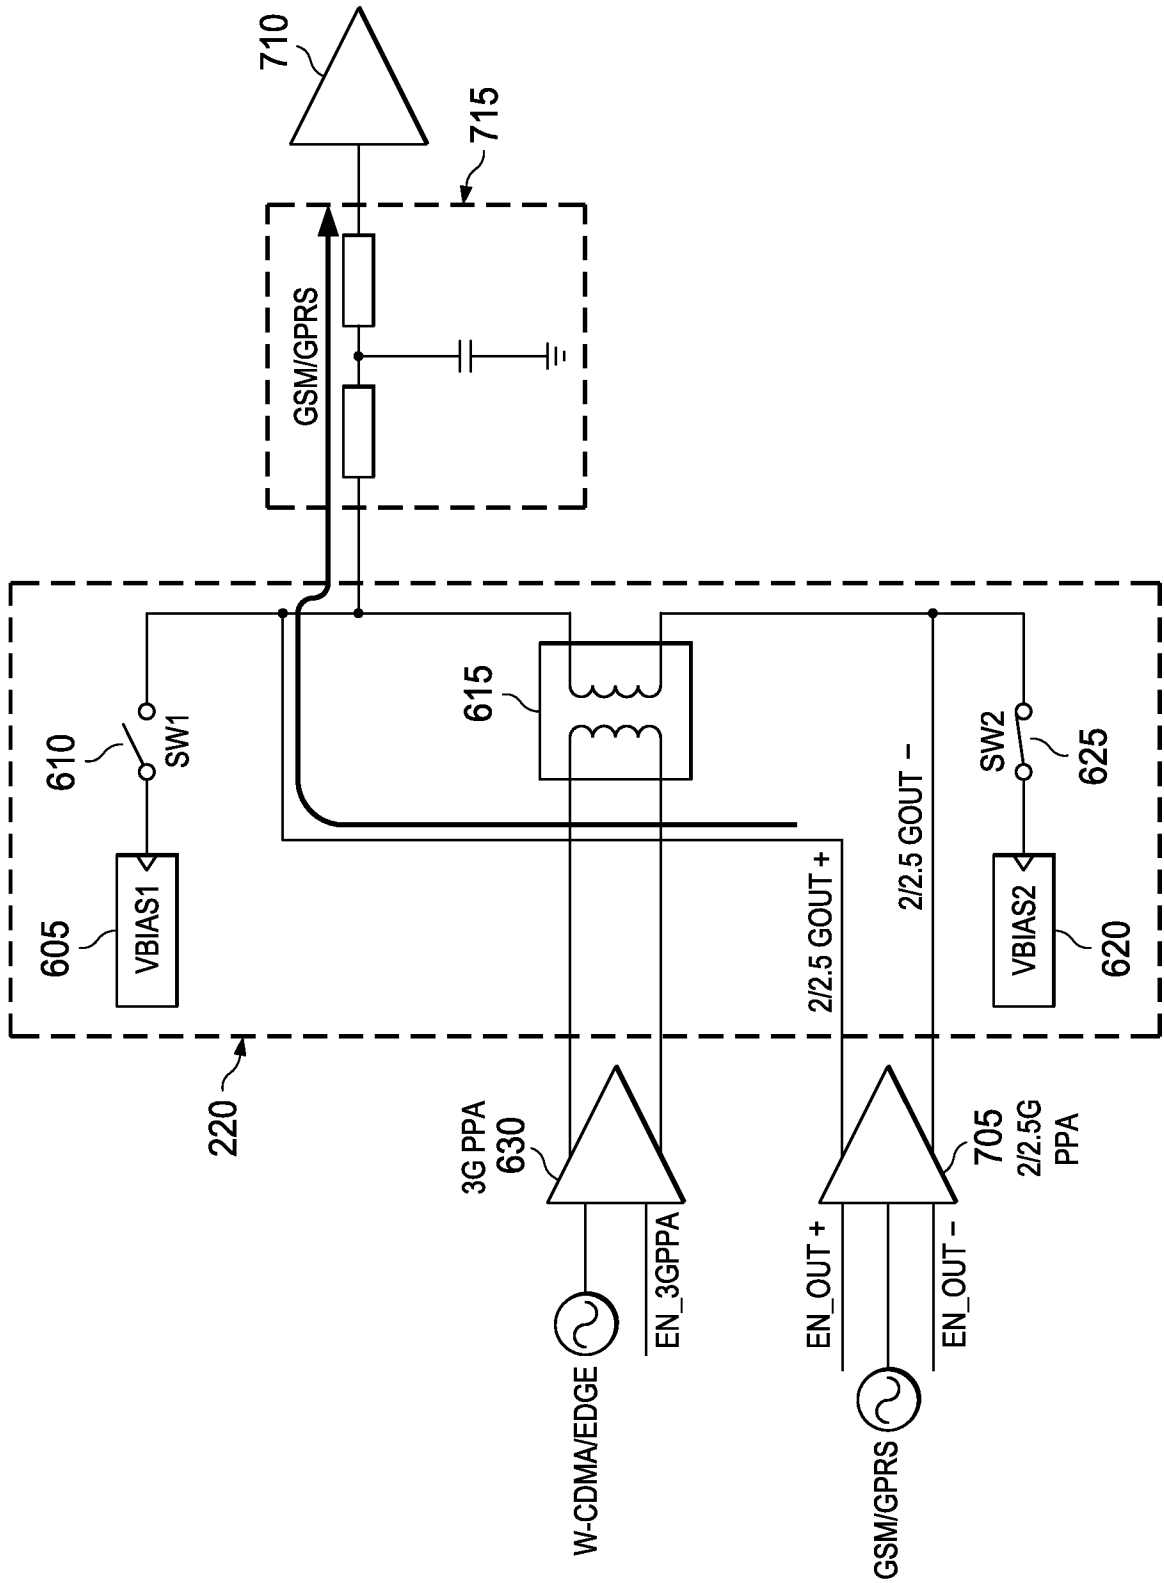 710
715
GSM/GPRS
610
SW1
615
SW2
625
605
VBIAS1
2/2.5 GOUT +
2/2.5 GOUT –
VBIAS2
620
220
3G PPA
630
705
2/2.5G
PPA
EN_3GPPA
EN_OUT +
EN_OUT –
W-CDMA/EDGE
GSM/GPRS